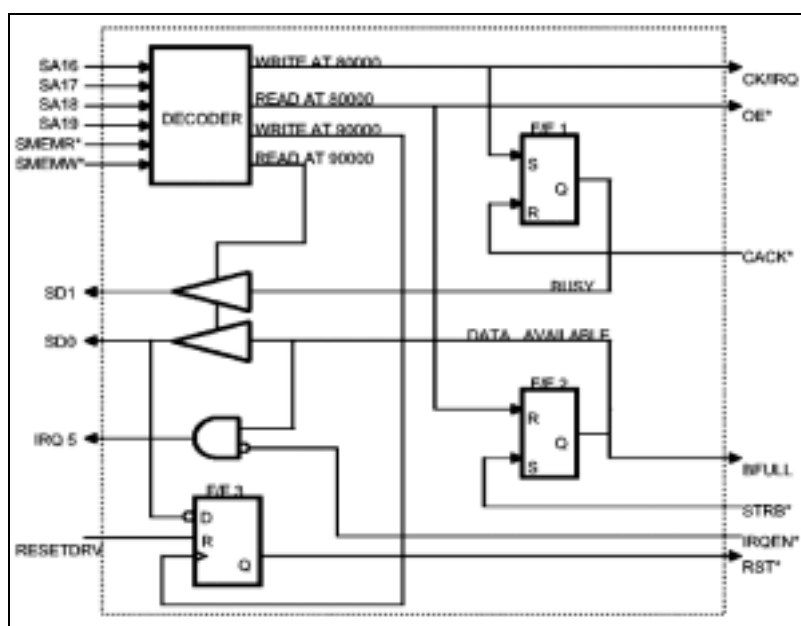 SA16
SA17
SA18
SA19
SMEMR*
SMEMW*
DECODER
WRITE AT 80000
READ AT 80000
WRITE AT 90000
READ AT 90000
CK/IRQ
OE*
F/F 1
S
Q
R
CACK*
SD1
BUSY
SD0
DATA AVAILABLE
F/F 2
R
Q
S
IRQ 5
BFULL
STRB*
F/F 3
D
R
Q
RESETDRV
IRQEN*
RST*